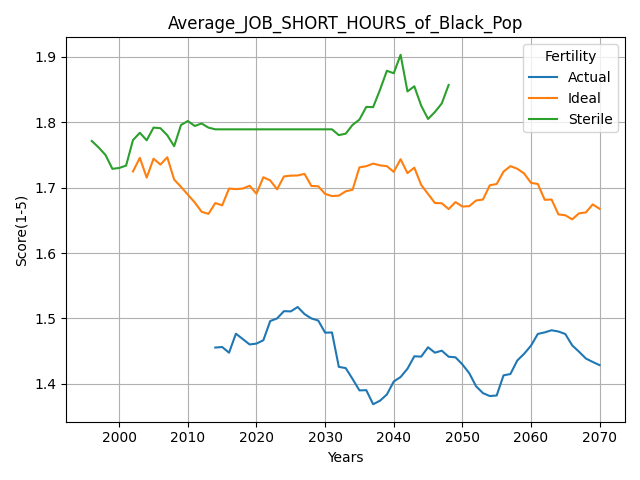 Average_JOB_SHORT_HOURS_of_Black_Pop
Fertility
Actual
Ideal
Sterile
Score(1-5)
1.9
1.8
1.7
1.6
1.5
1.4
2000 2010 2020 2030 2040 2050 2060 2070
Years